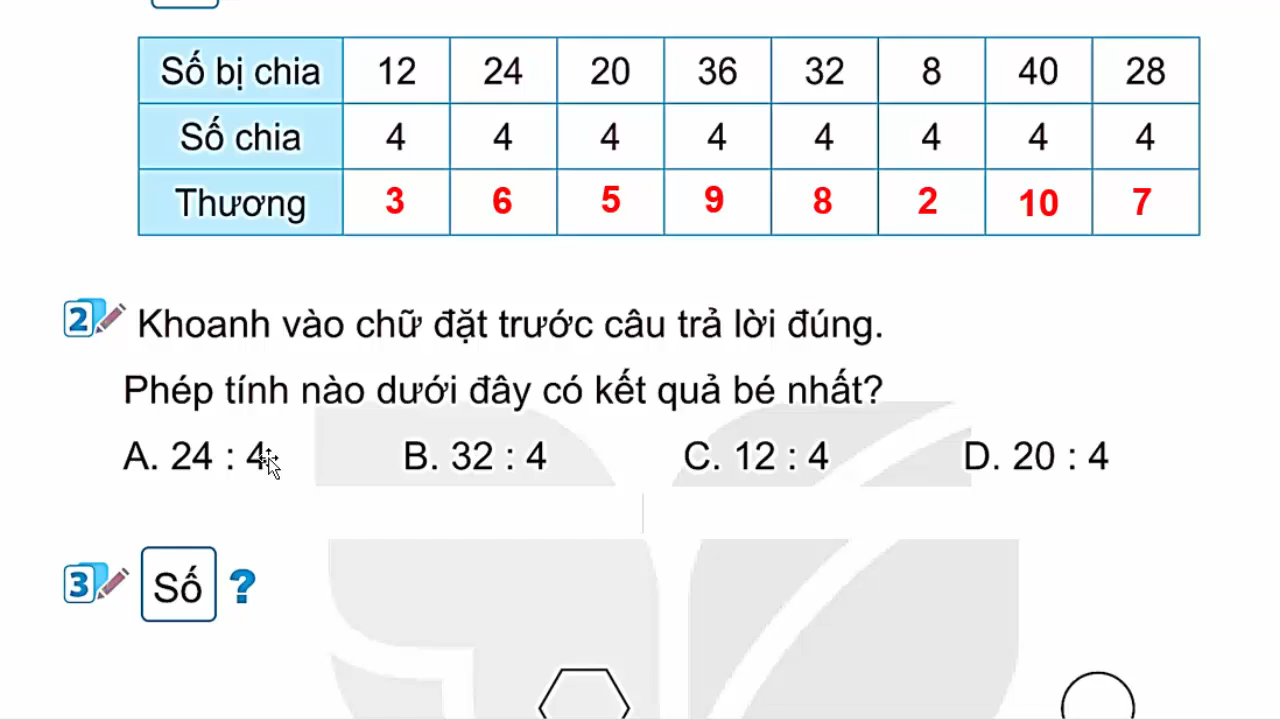 Số bị chia 12 24 20 36 32 8 40 28
Số chia 4 4 4 4 4 4 4 4
Thương 3 6 5 9 8 2 10 7
2 Khoanh vào chữ đặt trước câu trả lời đúng.
Phép tính nào dưới đây có kết quả bé nhất?
A. 24 : 4 B. 32 : 4 C. 12 : 4 D. 20 : 4
3 Số ?